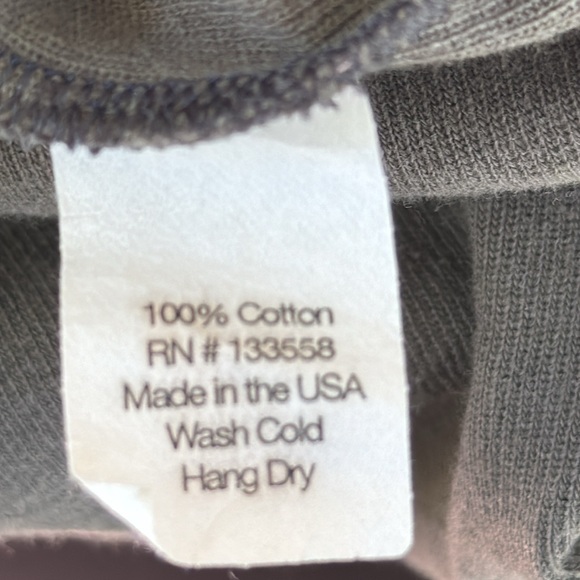 100% Cotton
RN # 133558
Made in the USA
Wash Cold
Hang Dry